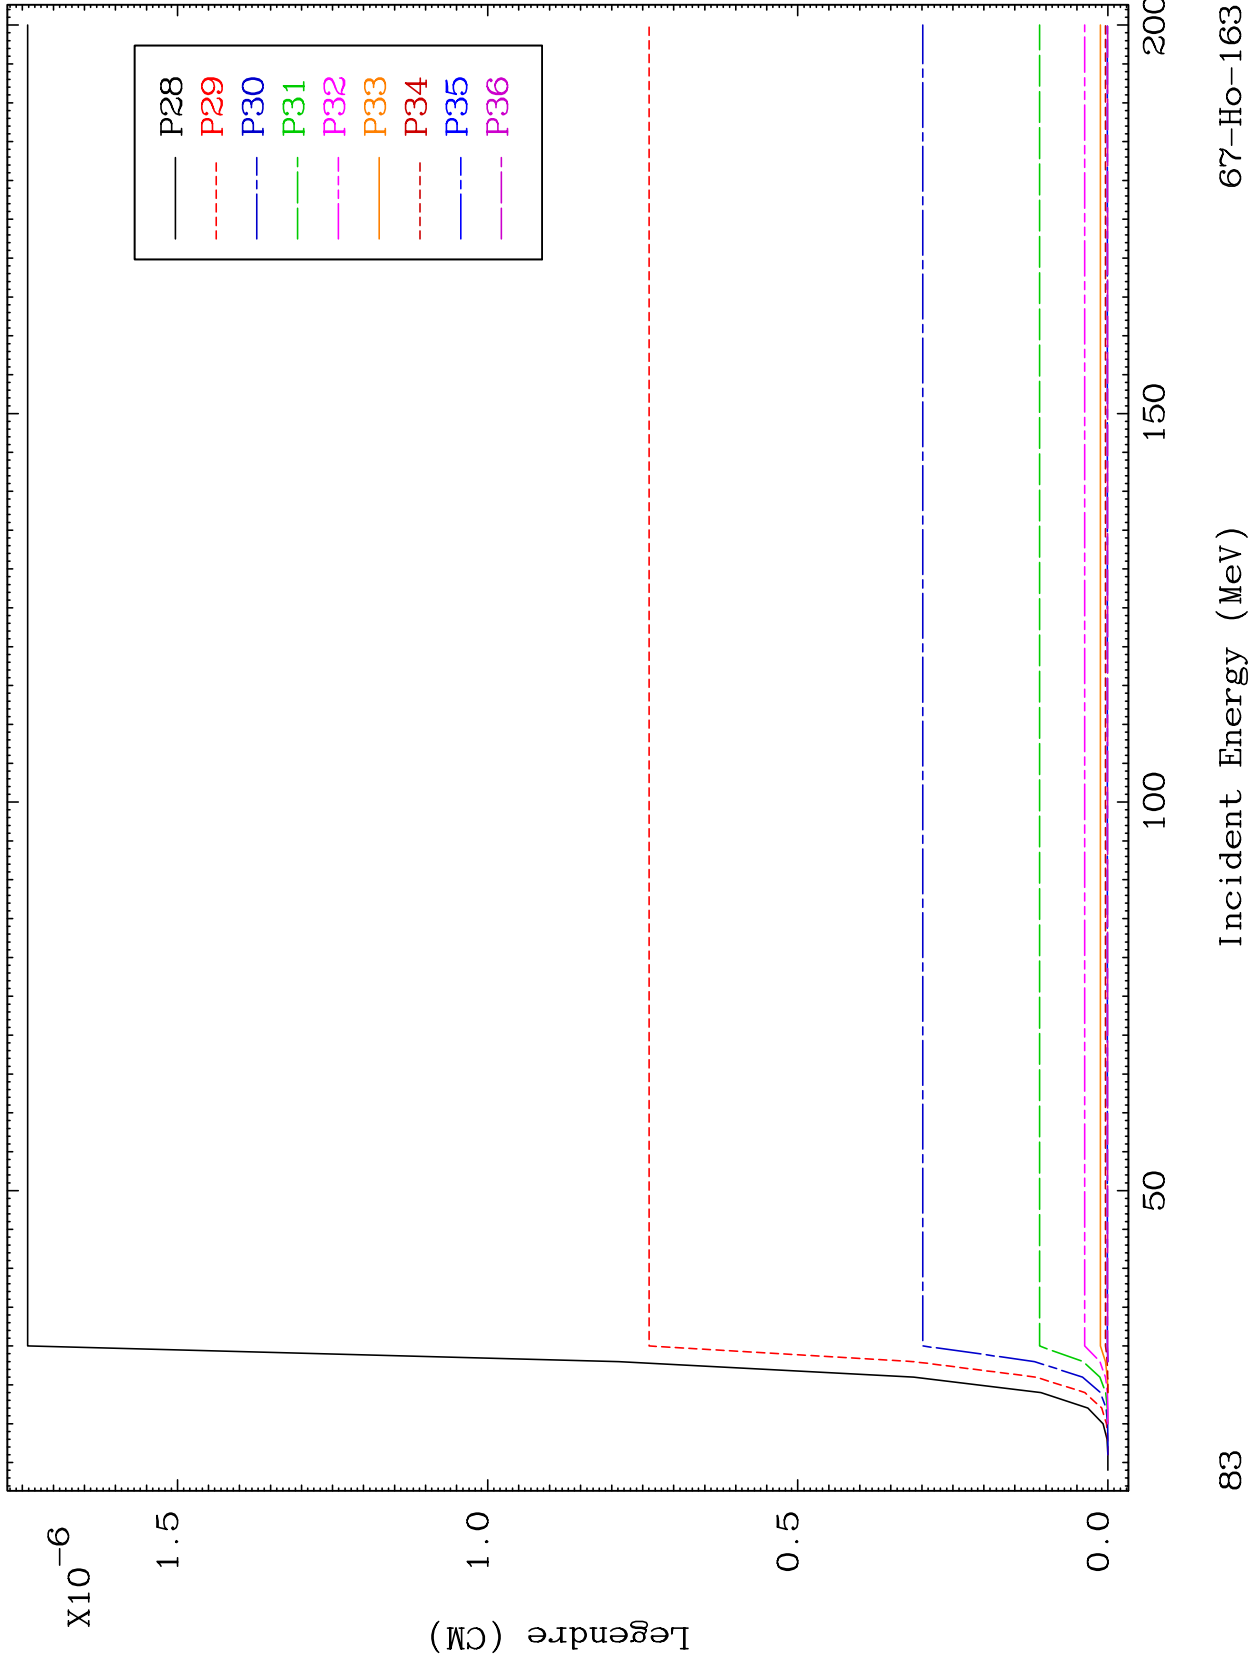 X10-6
1.5
1.0
0.5
0.0
Legendre (CM)
P28
P29
P30
P31
P32
P33
P34
P35
P36
50
100
150
200
83
Incident Energy (MeV)
67-Ho-163